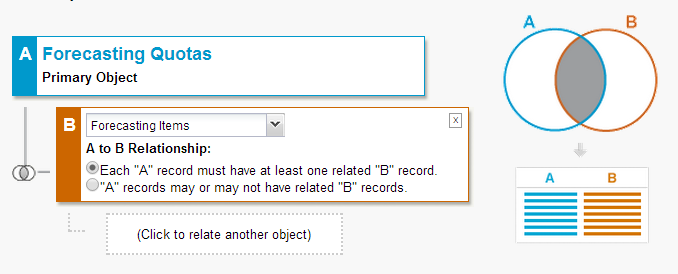 A Forecasting Quotas
Primary Object
B Forecasting Items
x
A to B Relationship:
Each "A" record must have at least one related "B" record.
"A" records may or may not have related "B" records.
(Click to relate another object)
A B
A B